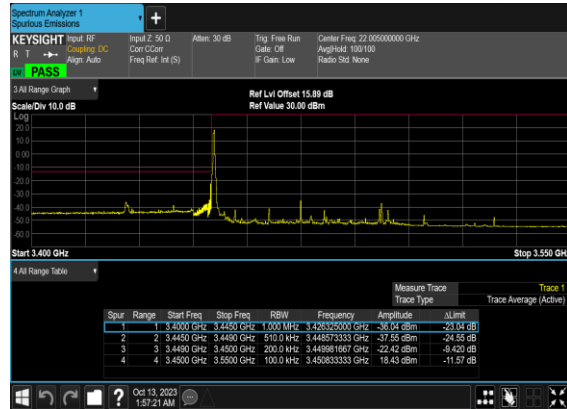 Spectrum Analyzer 1
Spurious Emissions
KEYSIGHT Input: RF Input Z: 50 Ω Atten: 30 dB Trig: Free Run Center Freq: 22.005000000 GHz
R T Coupling: DC Corr CCorr Gate: Off Avg|Hold: 100/100
Align: Auto Freq Ref: Int (S) IF Gain: Low Radio Std: None
PASS
3 All Range Graph
Ref Lvl Offset 15.89 dB
Scale/Div 10.0 dB Ref Value 30.00 dBm
Log
20.0
10.0
0.00
-10.0
-20.0
-30.0
-40.0
-50.0
-60.0
Start 3.400 GHz Stop 3.550 GH
4 All Range Table
Measure Trace Trace 1
Trace Type Trace Average (Active)
Spur Range Start Freq Stop Freq RBW Frequency Amplitude ΔLimit
1 1 3.4000 GHz 3.4450 GHz 1.000 MHz 3.426325000 GHz -36.04 dBm -23.04 dB
2 2 3.4450 GHz 3.4490 GHz 510.0 kHz 3.448573333 GHz -37.55 dBm -24.55 dB
3 3 3.4490 GHz 3.4500 GHz 200.0 kHz 3.449981667 GHz -22.42 dBm -9.420 dB
4 4 3.4500 GHz 3.5500 GHz 100.0 kHz 3.450833333 GHz 18.43 dBm -11.57 dB
Oct 13, 2023
1:57:21 AM